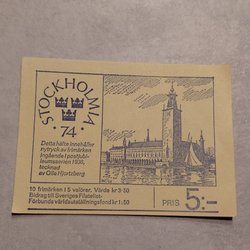 STOCKHOLMIA
'74
Detta häfte innehåller
nytryck av frimärken
ingående i postjubi-
leumsserien 1936,
tecknad
av Olle Hjortzberg
10 frimärken i 5 valörer. Värde kr 3:50
Bidrag till Sveriges Filatelist-
Förbunds världsutställningsfond kr 1:50
PRIS 5:-